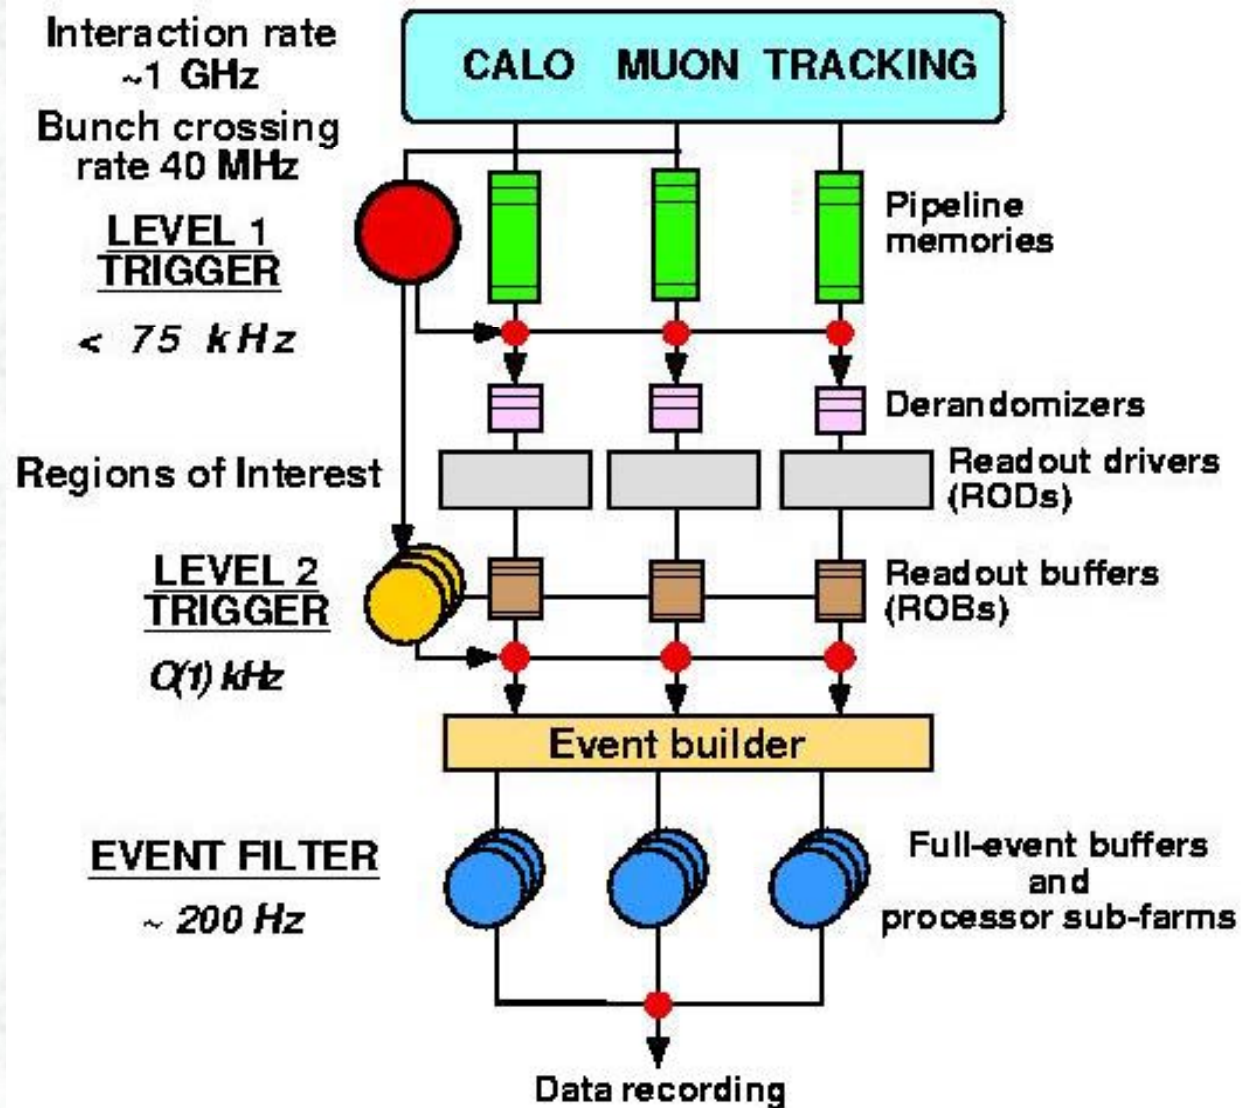 Interaction rate
~1 GHz
Bunch crossing
rate 40 MHz
CALO MUON TRACKING
LEVEL 1
TRIGGER
< 75 kHz
Pipeline
memories
Derandomizers
Regions of Interest
Readout drivers
(RODs)
LEVEL 2
TRIGGER
O(1) kHz
Readout buffers
(ROBs)
Event builder
EVENT FILTER
~ 200 Hz
Full-event buffers
and
processor sub-farms
Data recording